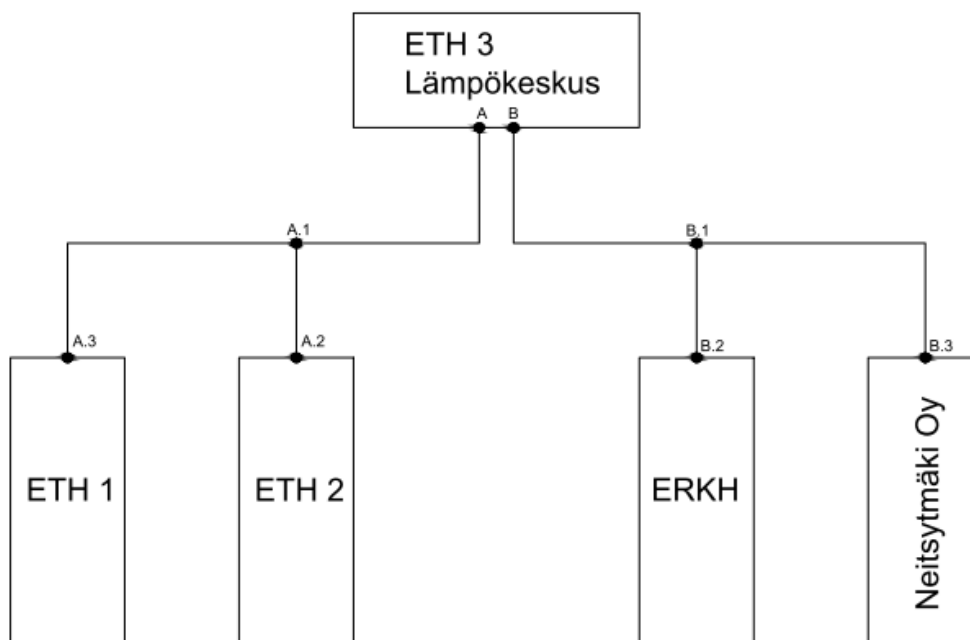 ETH 3
Lämpökeskus
A
B
A.1
B.1
A.3
A.2
B.2
B.3
ETH 1
ETH 2
ERKH
Neitsytmäki Oy